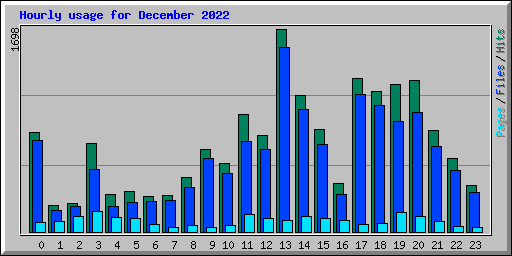 Hourly usage for December 2022
1698
Pages / Files / Hits
0 1 2 3 4 5 6 7 8 9 10 11 12 13 14 15 16 17 18 19 20 21 22 23